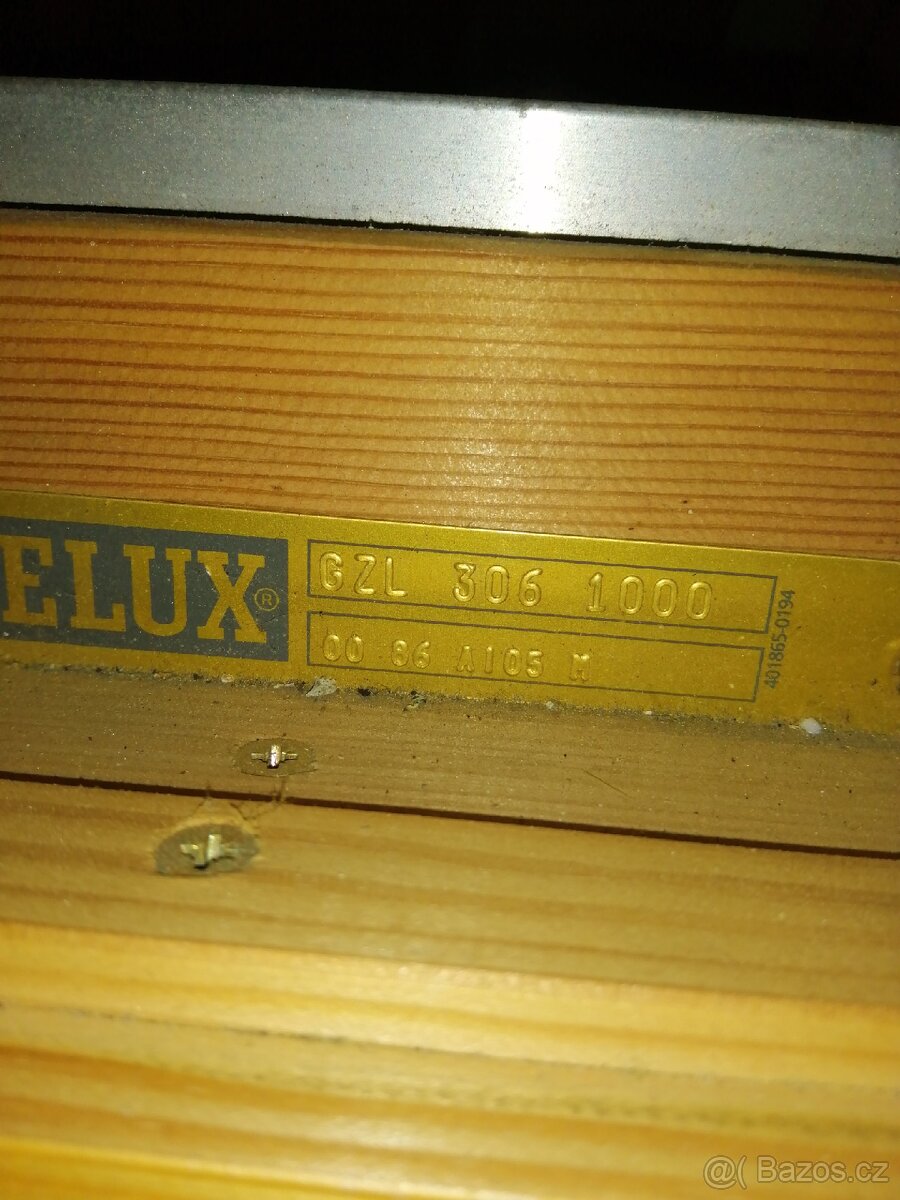 ELUX®
GZL 306 1000
00 86 A105 M
401865-0194
@( Bazos.cz